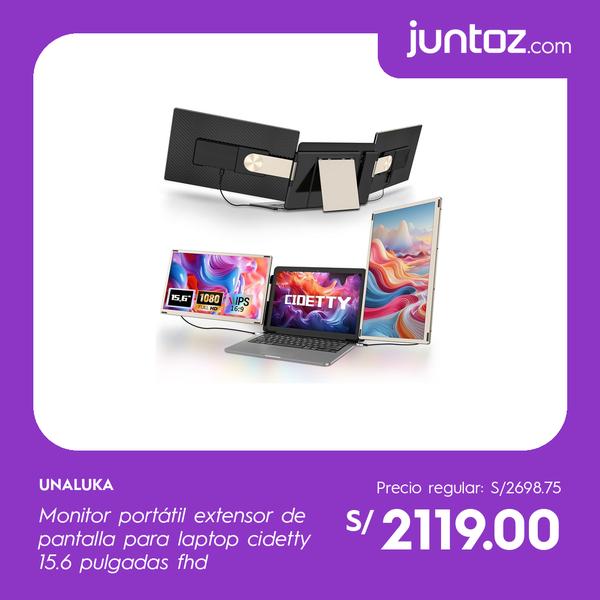 juntoz.com
15.6"
1080
FULL HD
IPS
16:9
CIDETTY
UNALUKA
Monitor portátil extensor de
pantalla para laptop cidetty
15.6 pulgadas fhd
Precio regular: S/2698.75
S/ 2119.00